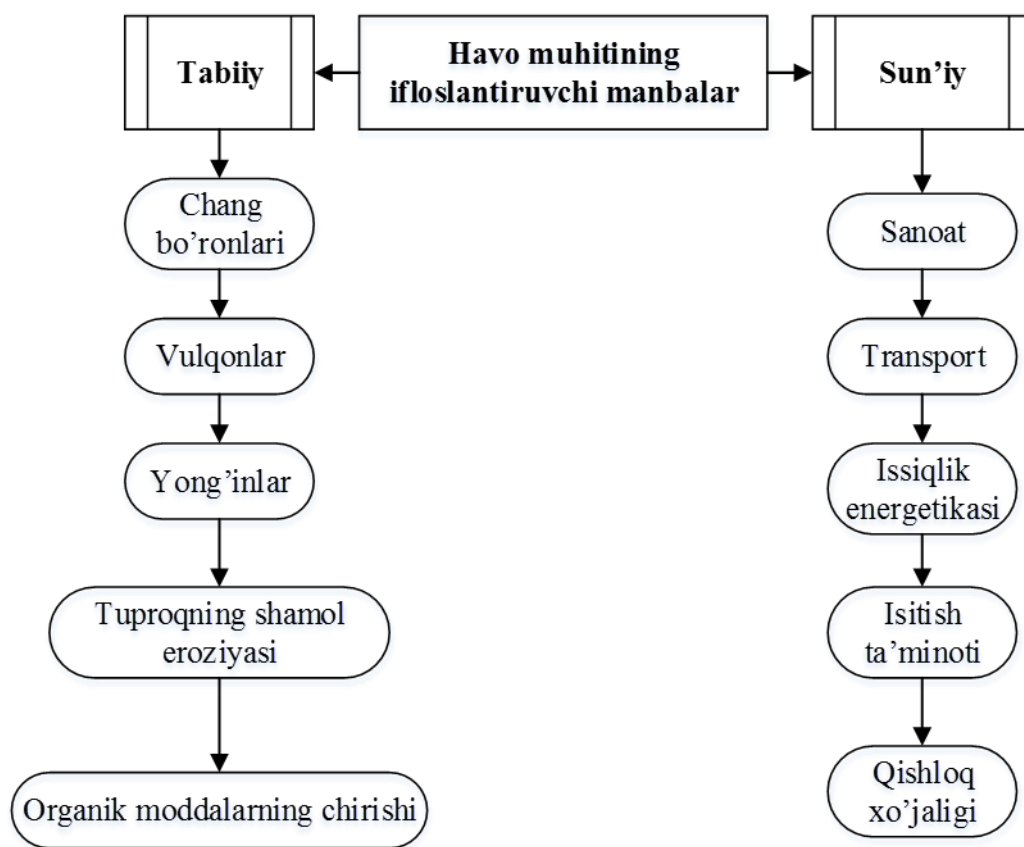 Tabiiy
Havo muhitining
ifloslantiruvchi manbalar
Sun’iy
Chang
bo’ronlari
Vulqonlar
Yong’inlar
Tuproqning shamol
eroziyasi
Organik moddalarning chirishi
Sanoat
Transport
Issiqlik
energetikasi
Isitish
ta’minoti
Qishloq
xo’jaligi